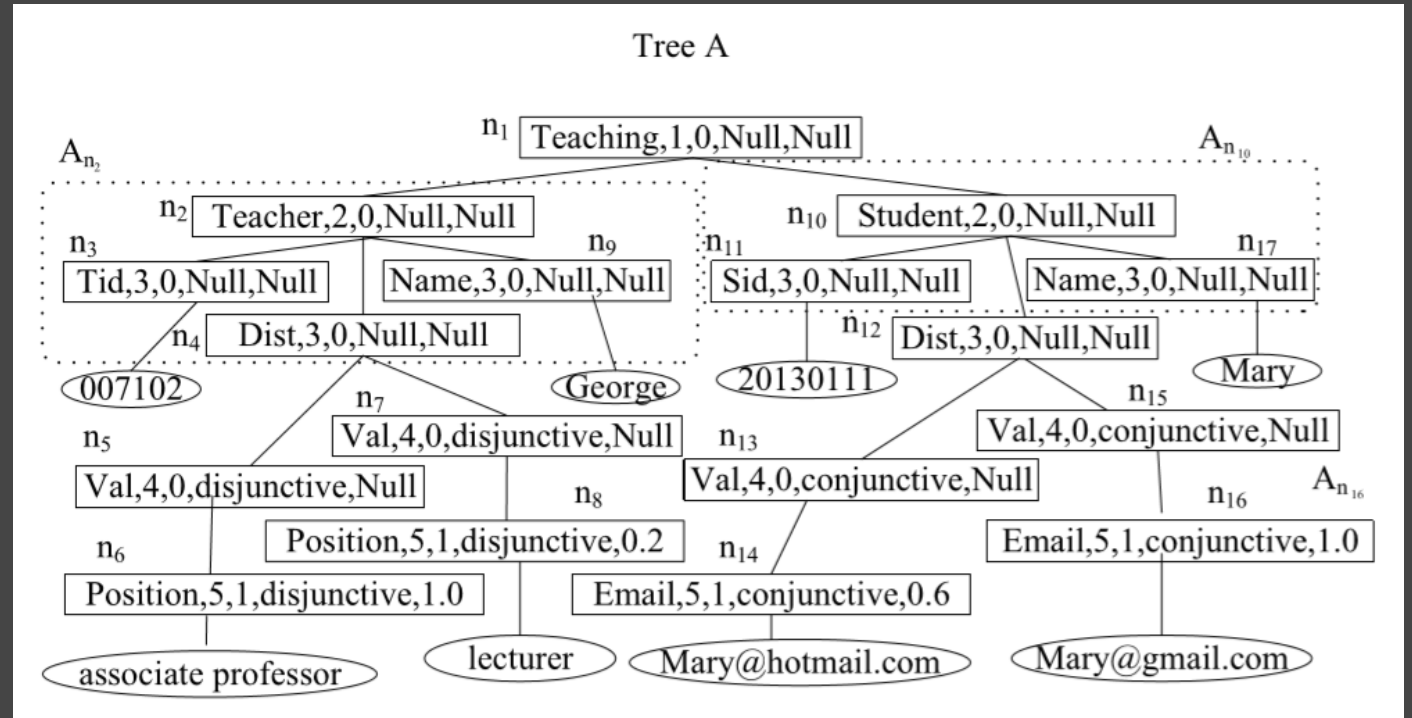 Tree A
n1 Teaching,1,0,Null,Null
An2
An10
n2 Teacher,2,0,Null,Null
n10 Student,2,0,Null,Null
n3
n9
n11
n17
Tid,3,0,Null,Null
Name,3,0,Null,Null
Sid,3,0,Null,Null
Name,3,0,Null,Null
n4 Dist,3,0,Null,Null
n12 Dist,3,0,Null,Null
007102
George
20130111
Mary
n7
n15
Val,4,0,disjunctive,Null
Val,4,0,conjunctive,Null
n5
n13
Val,4,0,disjunctive,Null
Val,4,0,conjunctive,Null
n8
n16
An16
Position,5,1,disjunctive,0.2
Email,5,1,conjunctive,1.0
n6
n14
Position,5,1,disjunctive,1.0
Email,5,1,conjunctive,0.6
associate professor
lecturer
Mary@hotmail.com
Mary@gmail.com